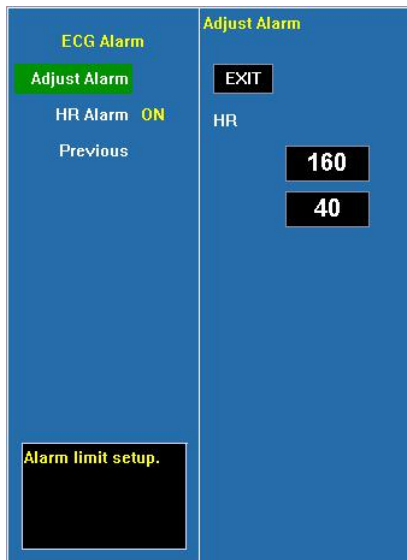 ECG Alarm
Adjust Alarm
HR Alarm ON
Previous
Alarm limit setup.
Adjust Alarm
EXIT
HR
160
40